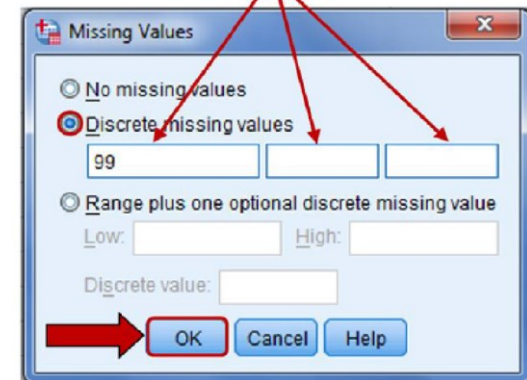 Missing Values
No missing values
Discrete missing values
99
Range plus one optional discrete missing value
Low: High:
Discrete value:
OK Cancel Help